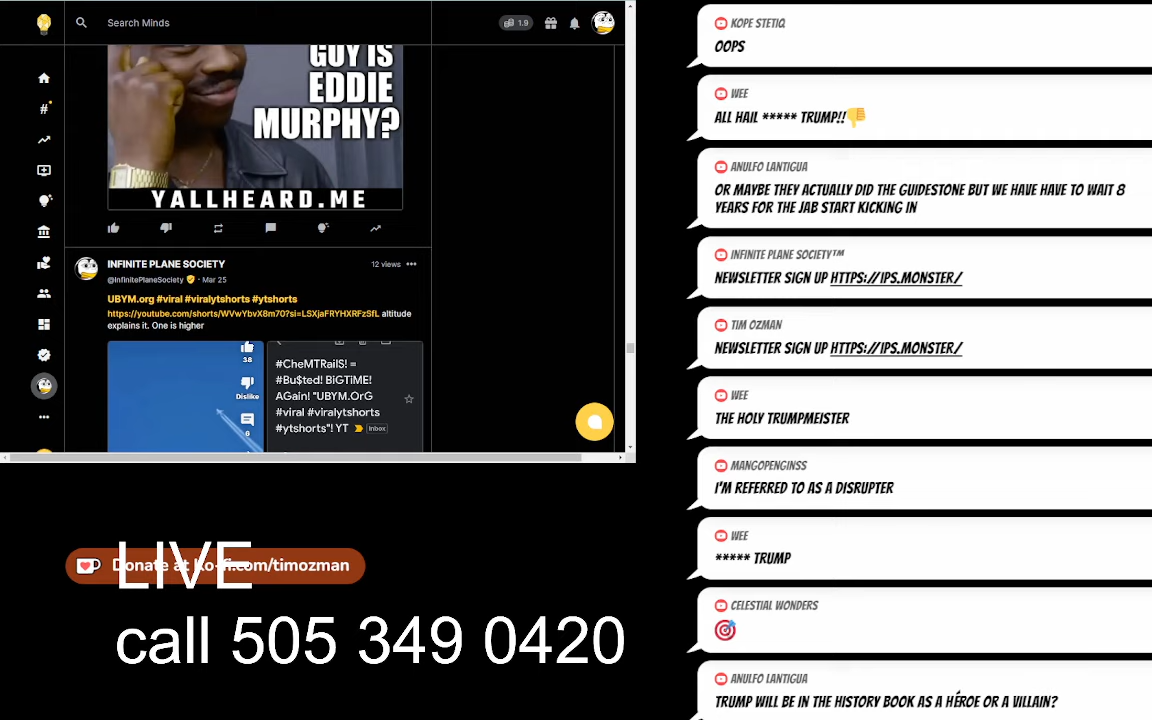 Search Minds
1.9
GUY IS
EDDIE
MURPHY?
YALLHEARD.ME
INFINITE PLANE SOCIETY
12 views
@InfinitePlaneSociety · Mar 25
UBYM.org #viral #viralytshorts #ytshorts
https://youtube.com/shorts/WVwYbvX8m70?si=LSXjaFRYHXRFzSfL altitude
explains it. One is higher
38
Dislike
6
#CheMTRailS! =
#Bu$ted! BiGTiME!
AGain! "UBYM.OrG
#viral #viralytshorts
#ytshorts"! YT
Inbox
LIVE
Donate at ko-fi.com/timozman
call 505 349 0420
KOPE STETIQ
OOPS
WEE
ALL HAIL ***** TRUMP!!👎
ANULFO LANTIGUA
OR MAYBE THEY ACTUALLY DID THE GUIDESTONE BUT WE HAVE HAVE TO WAIT 8
YEARS FOR THE JAB START KICKING IN
INFINITE PLANE SOCIETY™
NEWSLETTER SIGN UP HTTPS://IPS.MONSTER/
TIM OZMAN
NEWSLETTER SIGN UP HTTPS://IPS.MONSTER/
WEE
THE HOLY TRUMPMEISTER
MANGOPENGINSS
I'M REFERRED TO AS A DISRUPTER
WEE
***** TRUMP
CELESTIAL WONDERS
🎯
ANULFO LANTIGUA
TRUMP WILL BE IN THE HISTORY BOOK AS A HÉROE OR A VILLAIN?